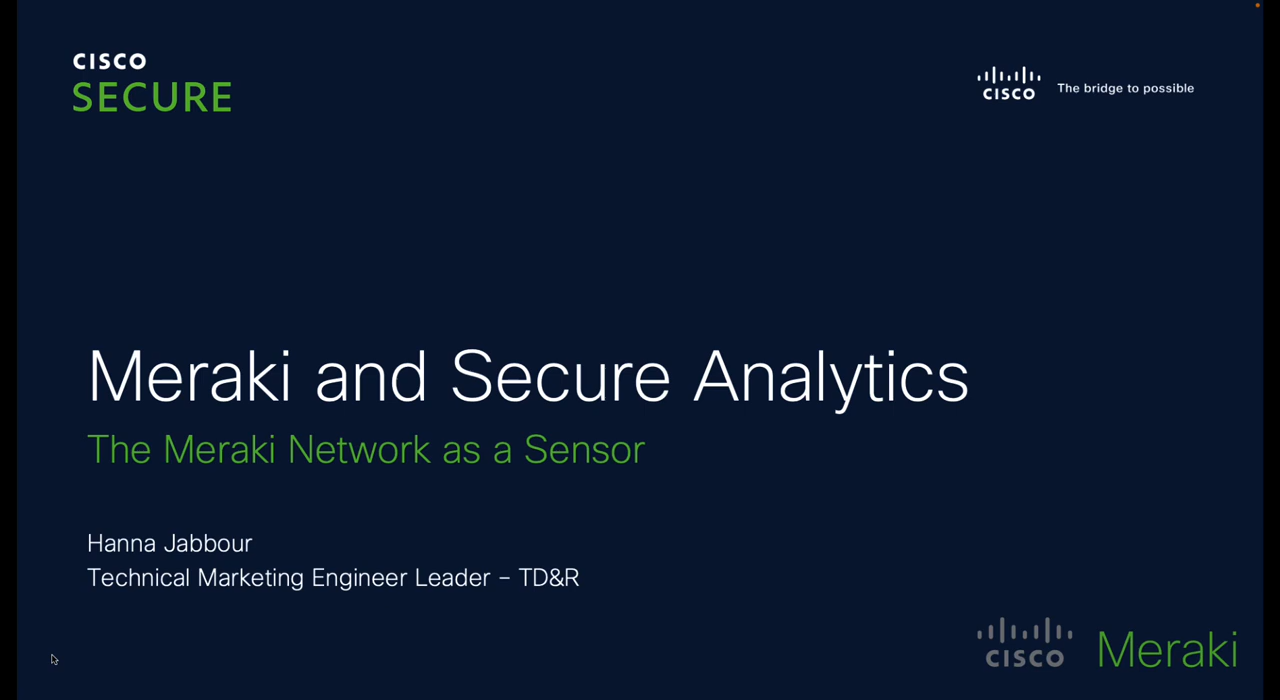 CISCO
SECURE
CISCO The bridge to possible
Meraki and Secure Analytics
The Meraki Network as a Sensor
Hanna Jabbour
Technical Marketing Engineer Leader – TD&R
CISCO Meraki